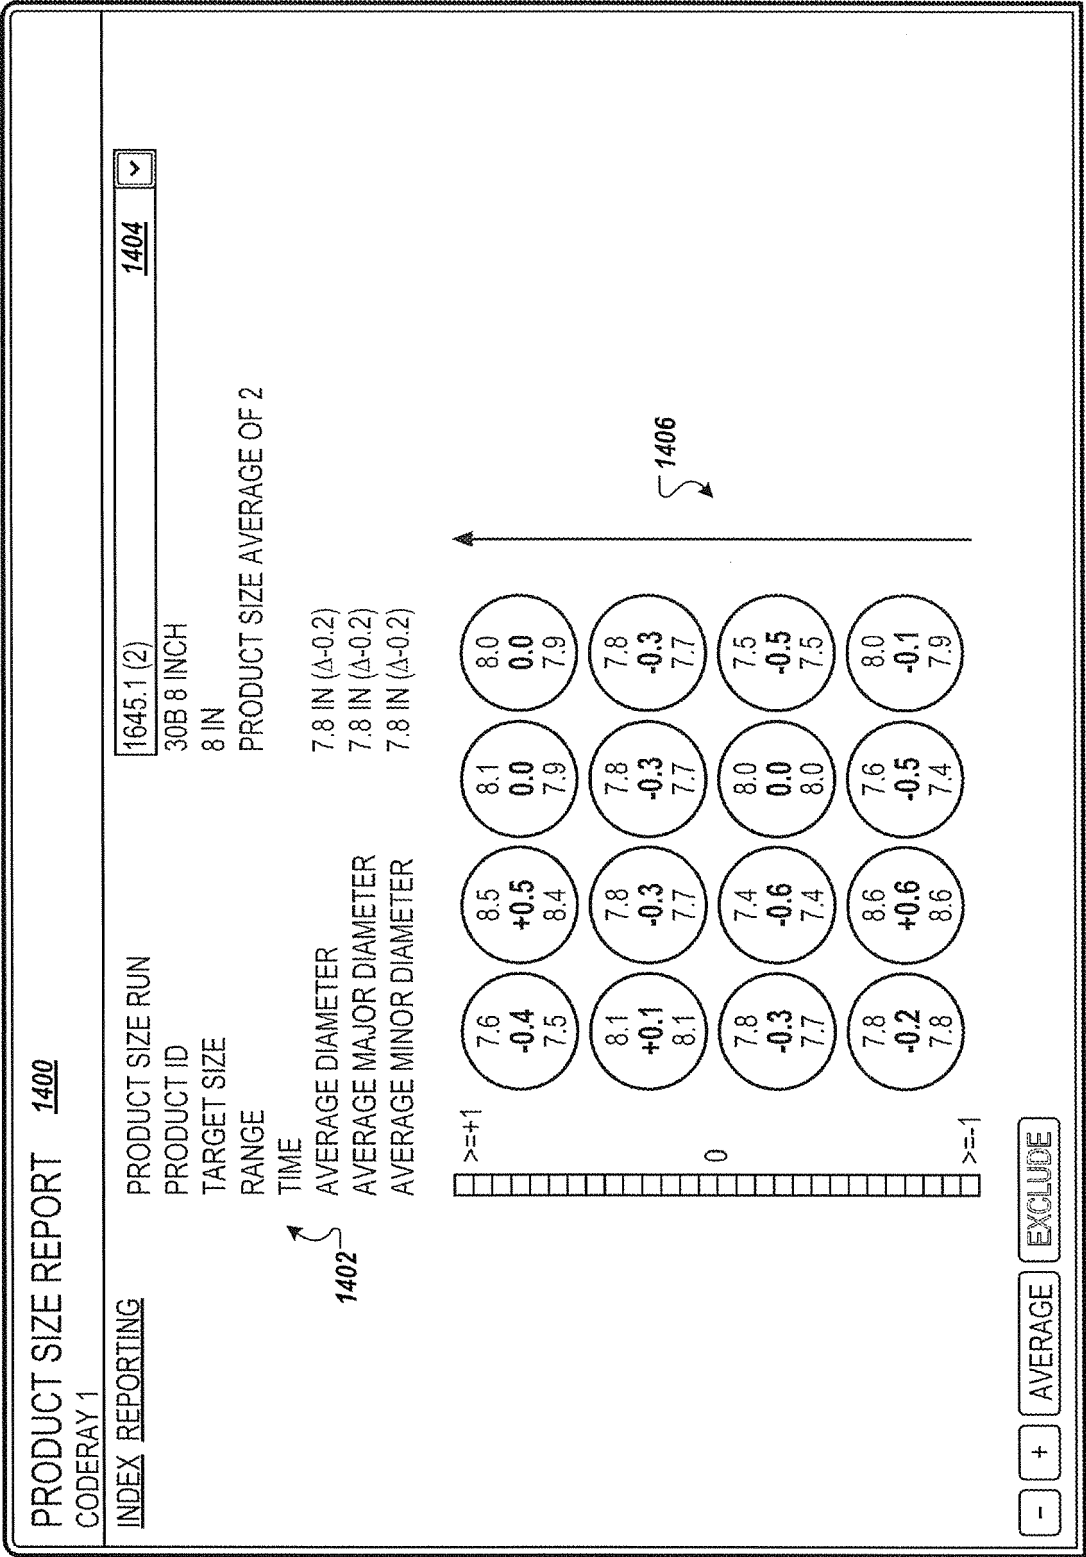 PRODUCT SIZE REPORT 1400
CODERAY 1
INDEX REPORTING
PRODUCT SIZE RUN 1645.1 (2) 1404
PRODUCT ID 30B 8 INCH
TARGET SIZE 8 IN
RANGE PRODUCT SIZE AVERAGE OF 2
TIME
1402
AVERAGE DIAMETER 7.8 IN (Δ-0.2)
AVERAGE MAJOR DIAMETER 7.8 IN (Δ-0.2)
AVERAGE MINOR DIAMETER 7.8 IN (Δ-0.2)
>=+1
7.6 8.5 8.1 8.0
-0.4 +0.5 0.0 0.0
7.5 8.4 7.9 7.9
8.1 7.8 7.8 7.8
+0.1 -0.3 -0.3 -0.3
8.1 7.7 7.7 7.7
1406
0
7.8 7.4 8.0 7.5
-0.3 -0.6 0.0 -0.5
7.7 7.4 8.0 7.5
7.8 8.6 7.6 8.0
-0.2 +0.6 -0.5 -0.1
7.8 8.6 7.4 7.9
>=-1
- + AVERAGE EXCLUDE